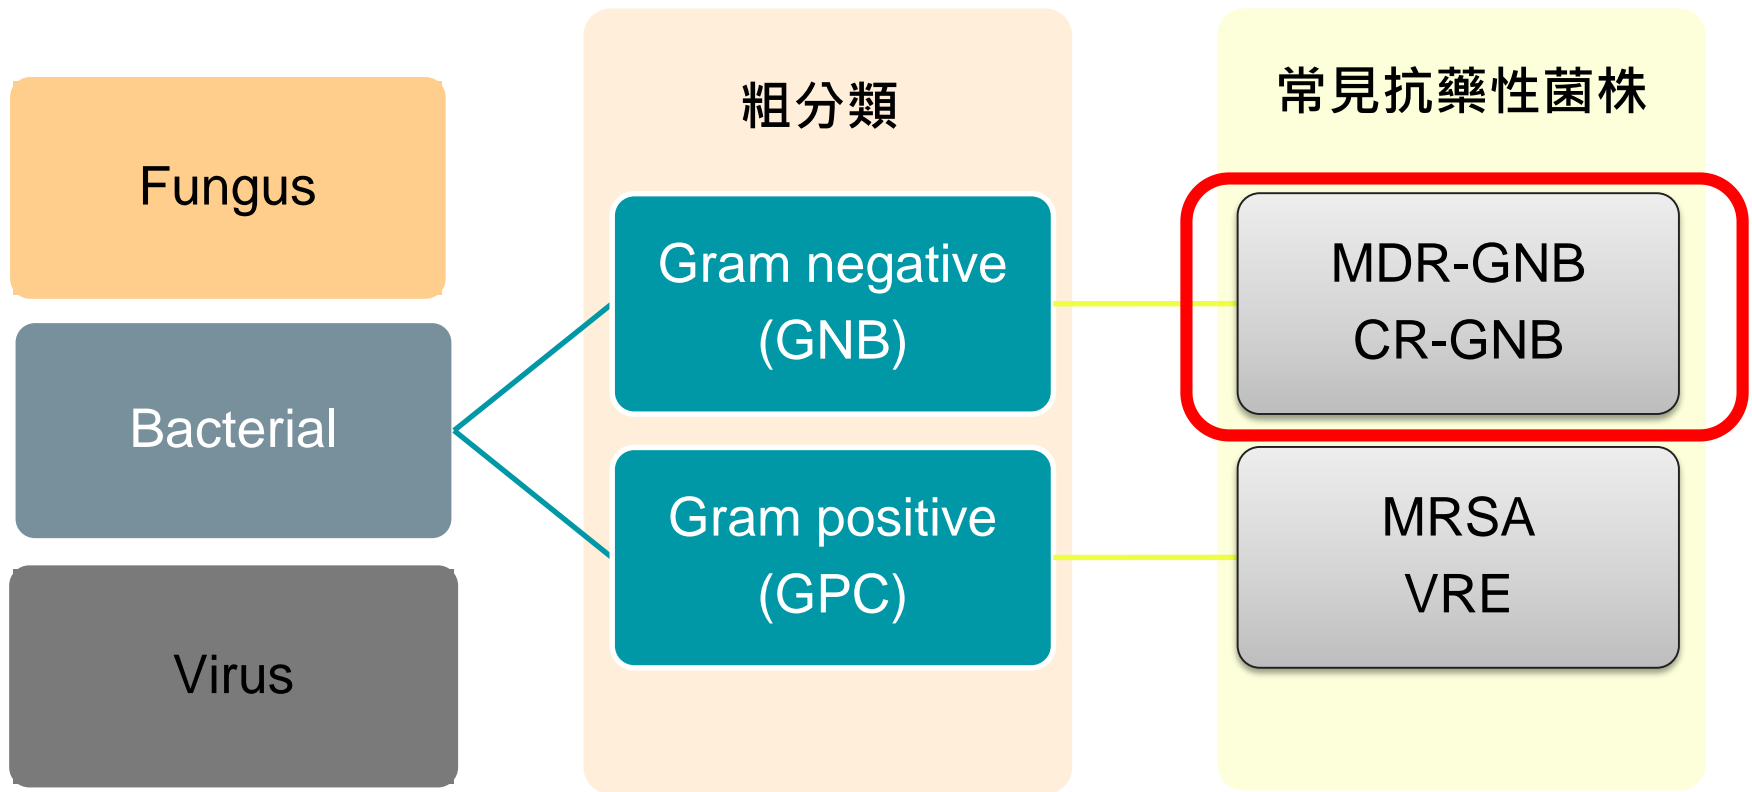 Fungus
Bacterial
Virus
粗分類
Gram negative
(GNB)
Gram positive
(GPC)
常見抗藥性菌株
MDR-GNB
CR-GNB
MRSA
VRE